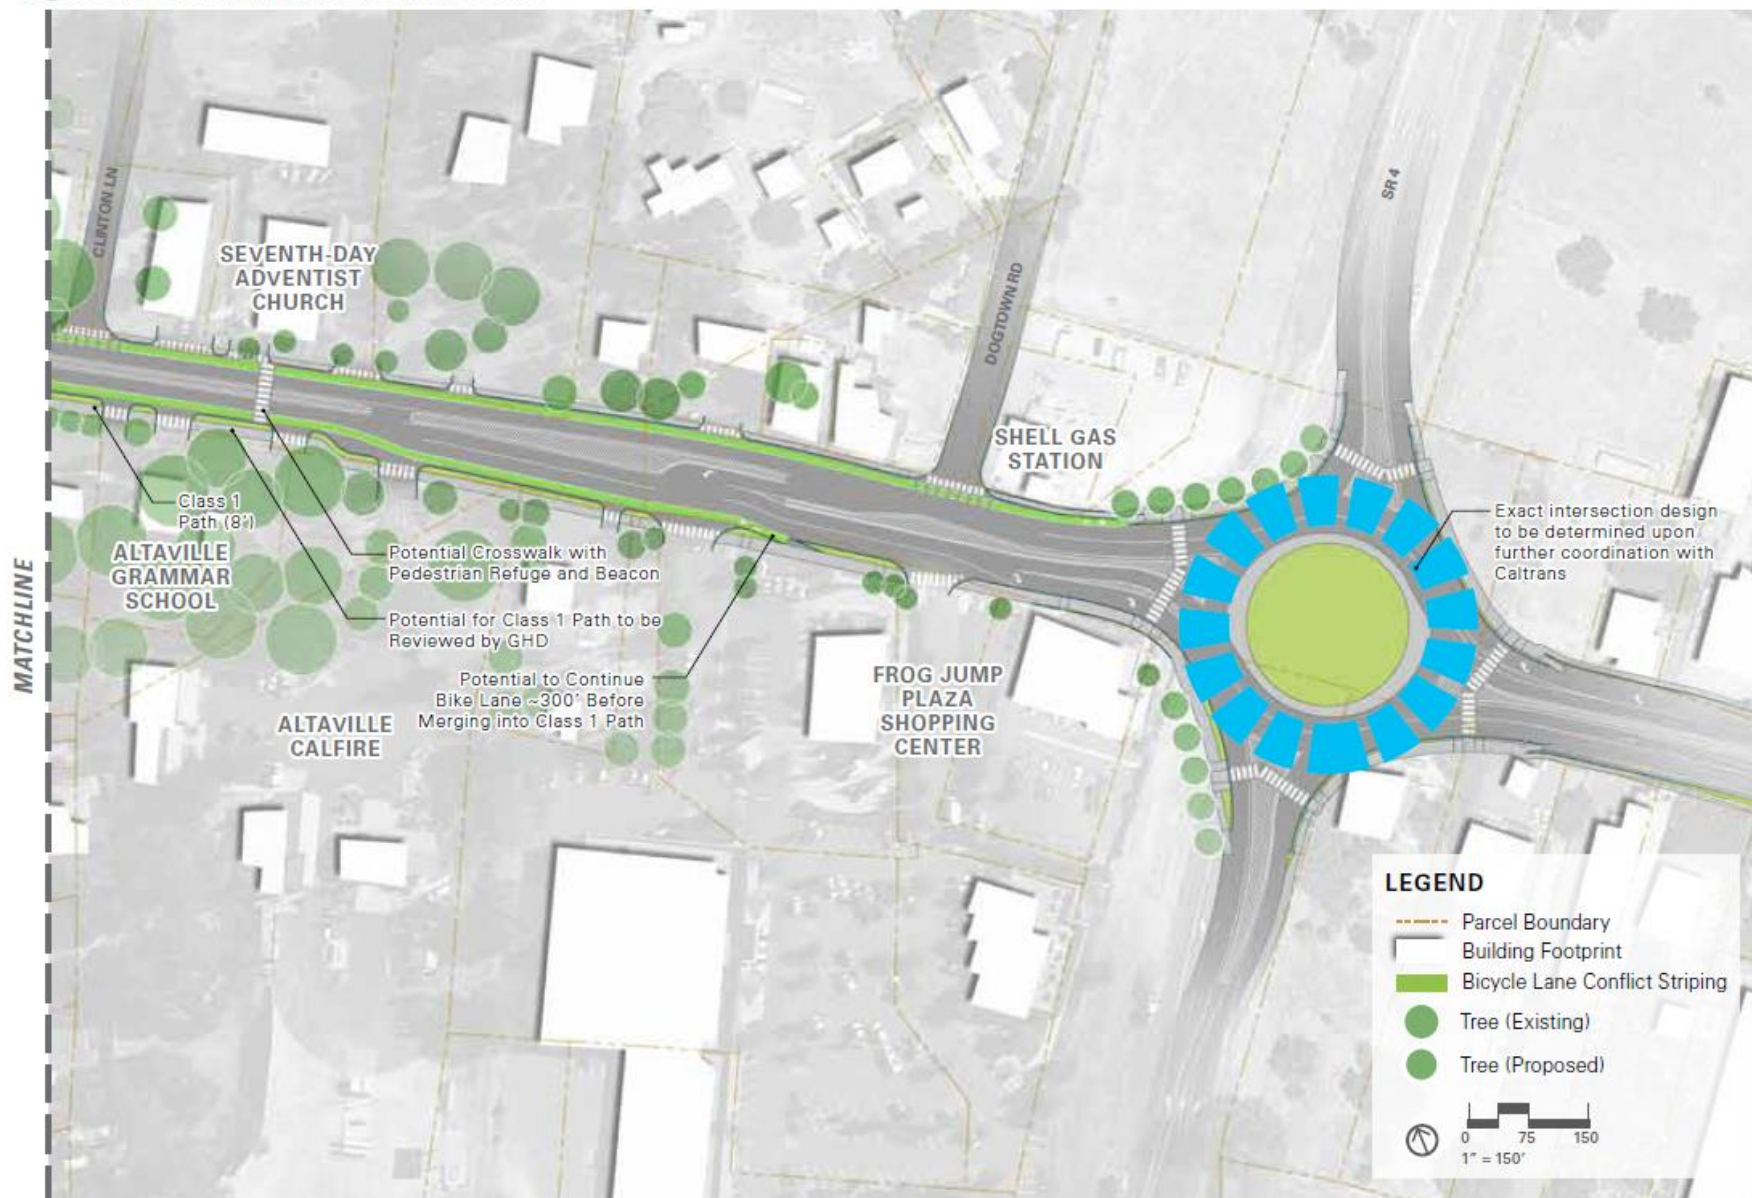 CLINTON LN
SR 4
SEVENTH-DAY
ADVENTIST
CHURCH
DOGTOWN RD
SHELL GAS
STATION
Class 1
Path (8')
Exact intersection design
to be determined upon
further coordination with
Caltrans
ALTAVILLE
GRAMMAR
SCHOOL
Potential Crosswalk with
Pedestrian Refuge and Beacon
MATCHLINE
Potential for Class 1 Path to be
Reviewed by GHD
Potential to Continue
Bike Lane ~300' Before
Merging into Class 1 Path
FROG JUMP
PLAZA
SHOPPING
CENTER
ALTAVILLE
CALFIRE
LEGEND
Parcel Boundary
Building Footprint
Bicycle Lane Conflict Striping
Tree (Existing)
Tree (Proposed)
0 75 150
1" = 150'